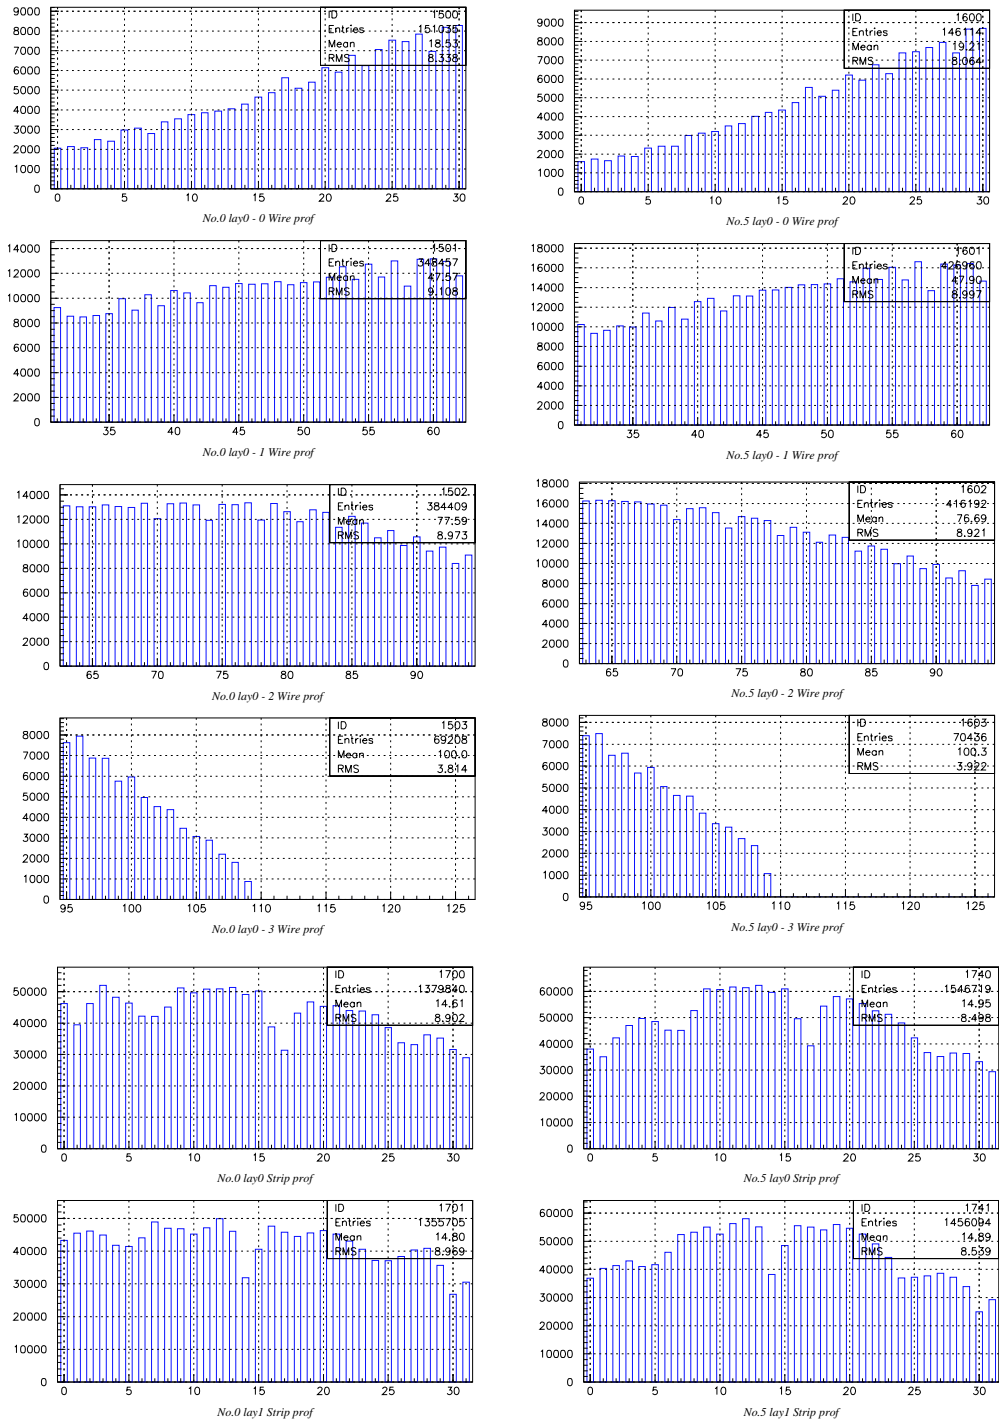 ID 1500
Entries 151035
Mean 18.53
RMS 8.338
9000
8000
7000
6000
5000
4000
3000
2000
1000
0
0 5 10 15 20 25 30
No.0 lay0 - 0 Wire prof
ID 1600
Entries 146114
Mean 19.21
RMS 8.064
9000
8000
7000
6000
5000
4000
3000
2000
1000
0
0 5 10 15 20 25 30
No.5 lay0 - 0 Wire prof
ID 1501
Entries 348457
Mean 47.57
RMS 9.108
14000
12000
10000
8000
6000
4000
2000
0
35 40 45 50 55 60
No.0 lay0 - 1 Wire prof
ID 1601
Entries 426960
Mean 47.90
RMS 8.997
18000
16000
14000
12000
10000
8000
6000
4000
2000
0
35 40 45 50 55 60
No.5 lay0 - 1 Wire prof
ID 1502
Entries 384409
Mean 77.59
RMS 8.973
14000
12000
10000
8000
6000
4000
2000
0
65 70 75 80 85 90
No.0 lay0 - 2 Wire prof
ID 1602
Entries 416192
Mean 76.69
RMS 8.921
18000
16000
14000
12000
10000
8000
6000
4000
2000
0
65 70 75 80 85 90
No.5 lay0 - 2 Wire prof
ID 1503
Entries 69208
Mean 100.0
RMS 3.814
8000
7000
6000
5000
4000
3000
2000
1000
0
95 100 105 110 115 120 125
No.0 lay0 - 3 Wire prof
ID 1603
Entries 70436
Mean 100.3
RMS 3.922
8000
7000
6000
5000
4000
3000
2000
1000
0
95 100 105 110 115 120 125
No.5 lay0 - 3 Wire prof
ID 1700
Entries 1379840
Mean 14.61
RMS 8.902
50000
40000
30000
20000
10000
0
0 5 10 15 20 25 30
No.0 lay0 Strip prof
ID 1740
Entries 1546719
Mean 14.95
RMS 8.498
60000
50000
40000
30000
20000
10000
0
0 5 10 15 20 25 30
No.5 lay0 Strip prof
ID 1701
Entries 1355705
Mean 14.80
RMS 8.969
50000
40000
30000
20000
10000
0
0 5 10 15 20 25 30
No.0 lay1 Strip prof
ID 1741
Entries 1456094
Mean 14.89
RMS 8.539
60000
50000
40000
30000
20000
10000
0
0 5 10 15 20 25 30
No.5 lay1 Strip prof